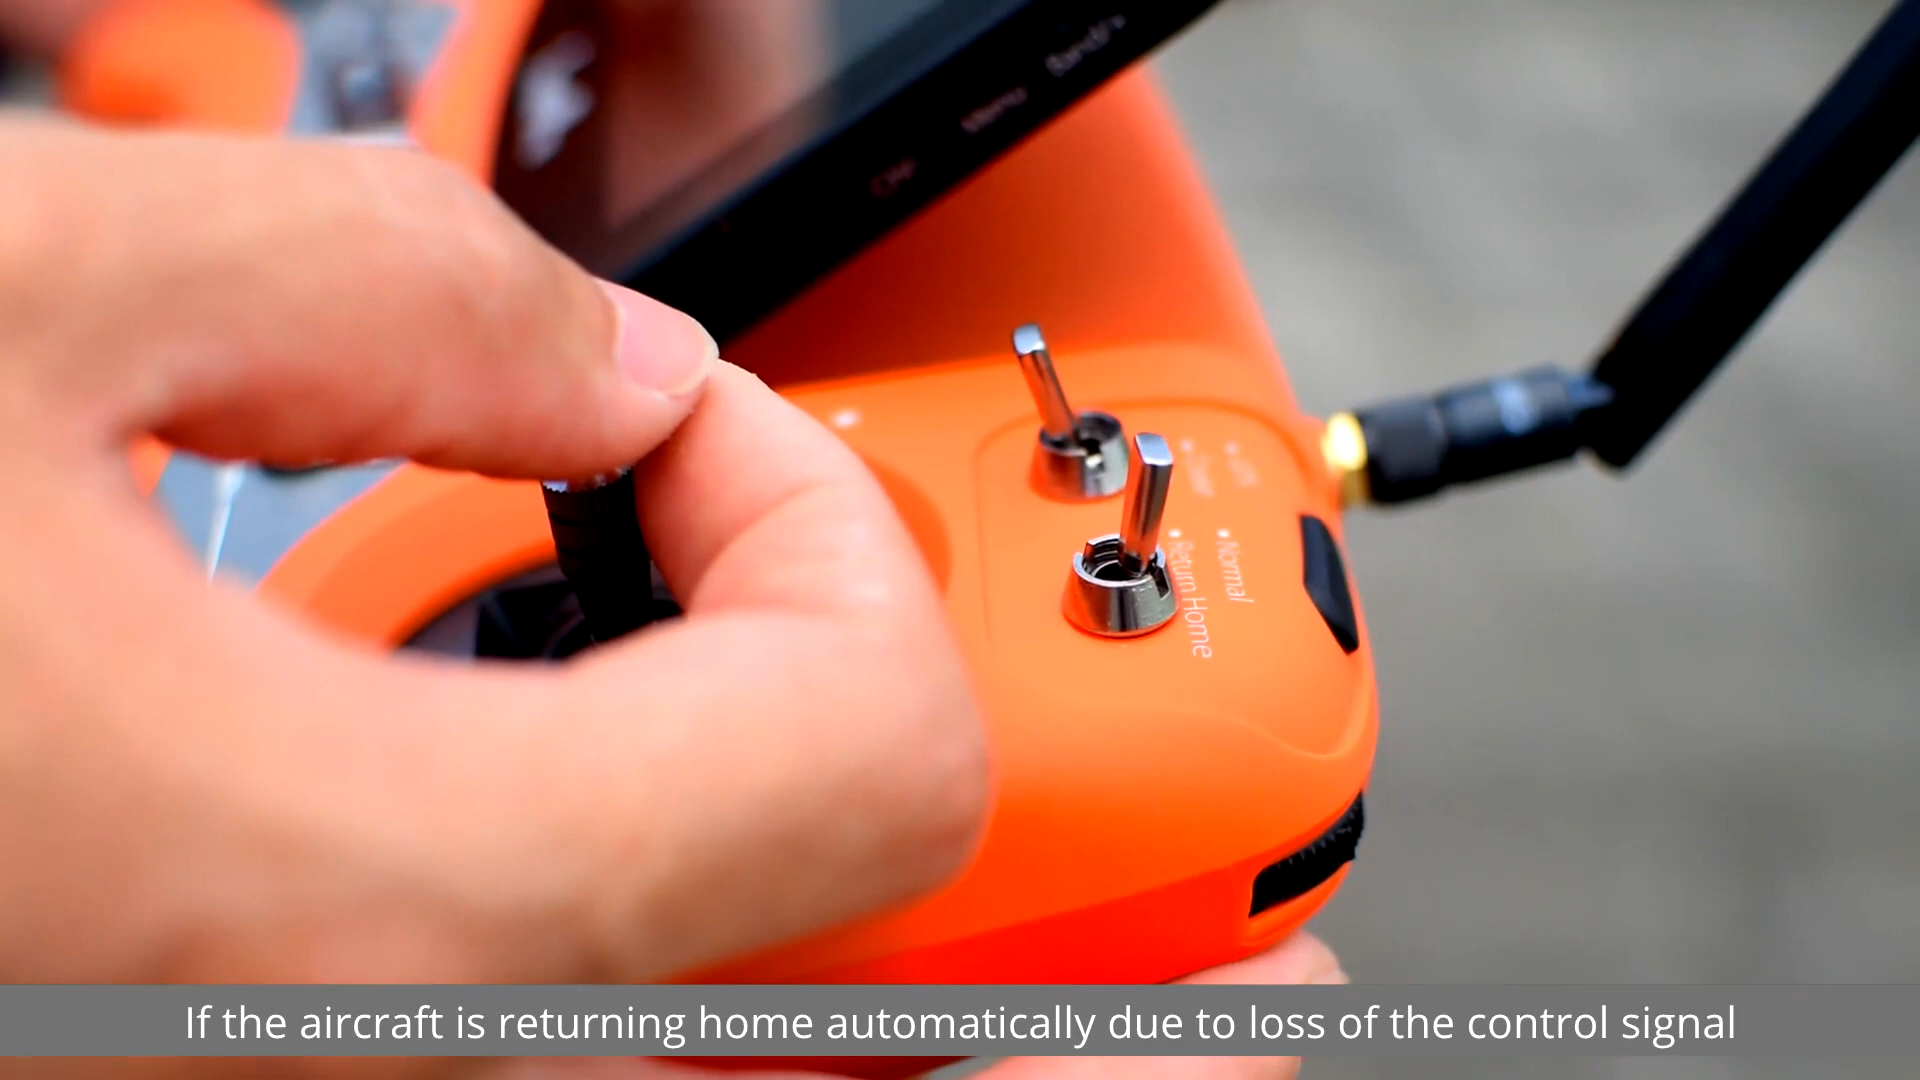 Menu
Normal
Return Home
If the aircraft is returning home automatically due to loss of the control signal